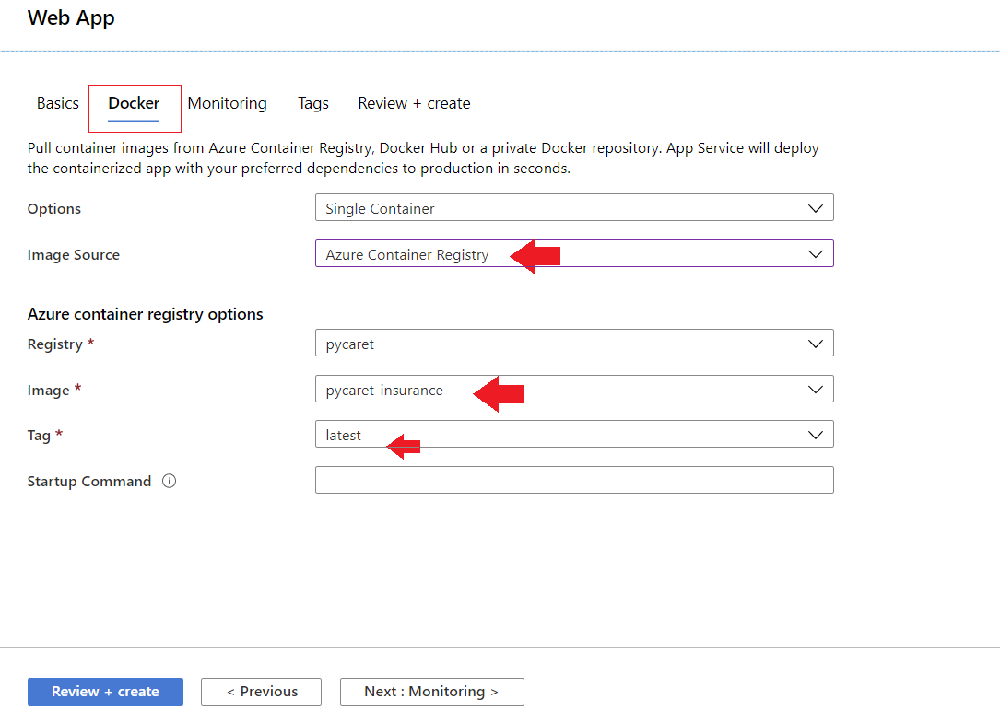 Web App
Basics Docker Monitoring Tags Review + create
Pull container images from Azure Container Registry, Docker Hub or a private Docker repository. App Service will deploy
the containerized app with your preferred dependencies to production in seconds.
Options Single Container
Image Source Azure Container Registry
Azure container registry options
Registry * pycaret
Image * pycaret-insurance
Tag * latest
Startup Command
Review + create < Previous Next : Monitoring >